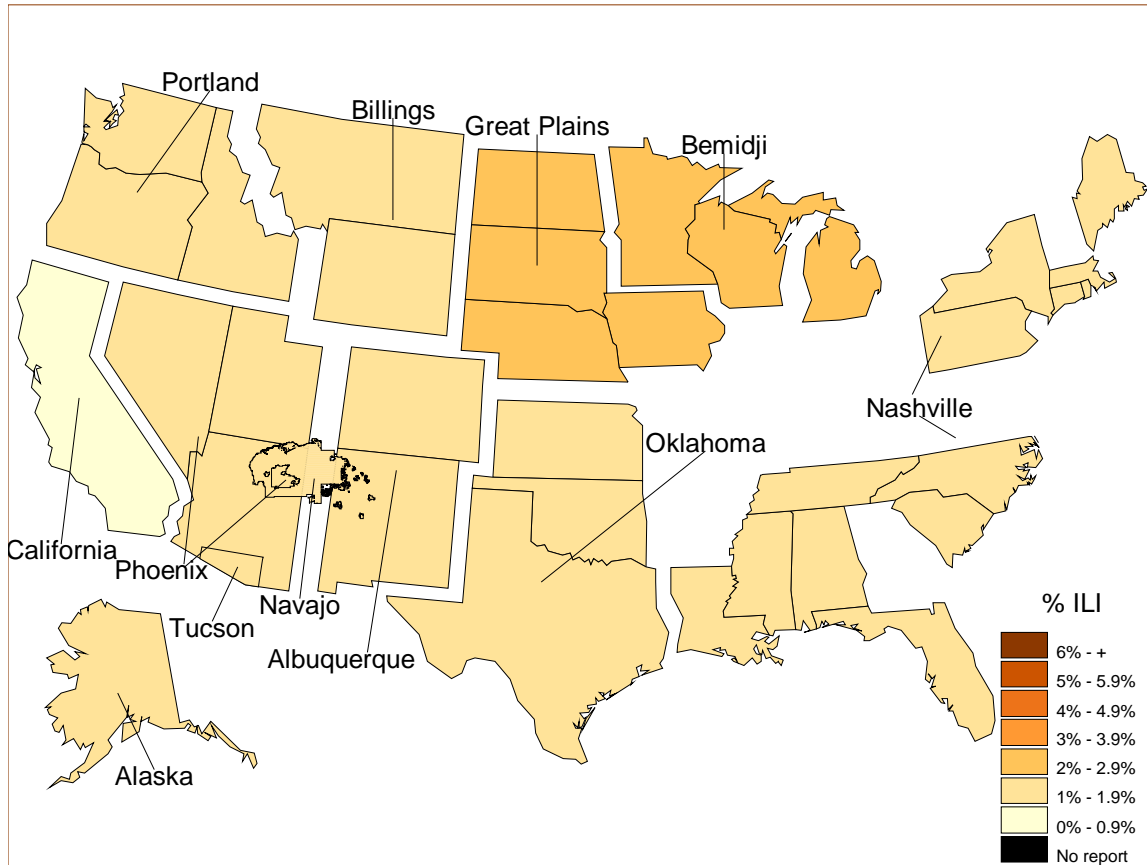 Portland
Billings
Great Plains
Bemidji
Nashville
Oklahoma
California
Phoenix
Navajo
Tucson
Albuquerque
Alaska
% ILI
6% - +
5% - 5.9%
4% - 4.9%
3% - 3.9%
2% - 2.9%
1% - 1.9%
0% - 0.9%
No report